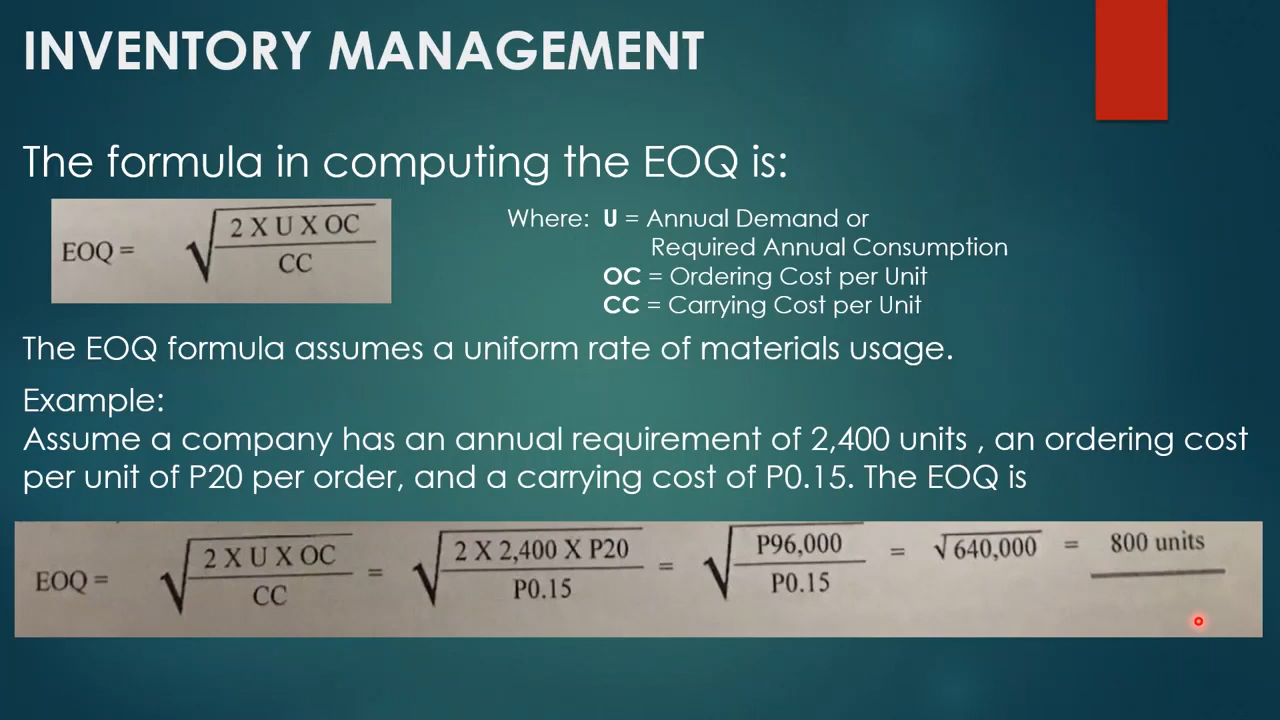 INVENTORY MANAGEMENT
The formula in computing the EOQ is:
EOQ = √ 2 X U X OC
CC
Where: U = Annual Demand or
Required Annual Consumption
OC = Ordering Cost per Unit
CC = Carrying Cost per Unit
The EOQ formula assumes a uniform rate of materials usage.
Example:
Assume a company has an annual requirement of 2,400 units , an ordering cost
per unit of P20 per order, and a carrying cost of P0.15. The EOQ is
EOQ = √ 2 X U X OC = √ 2 X 2,400 X P20 = √ P96,000 = √640,000 = 800 units
CC P0.15 P0.15